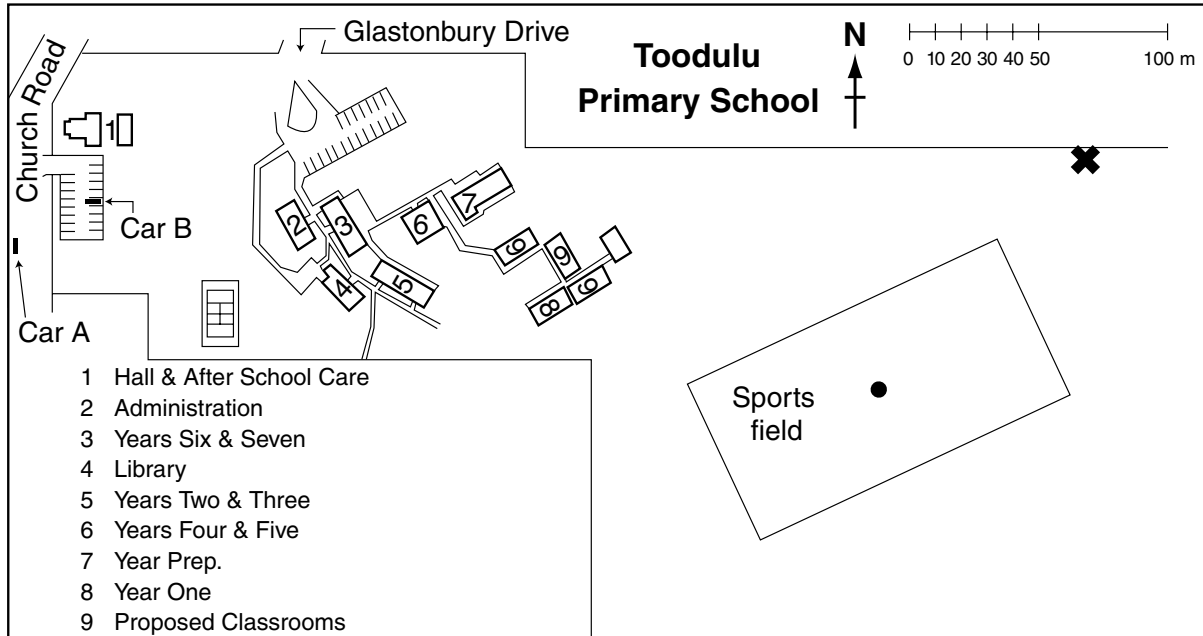 Glastonbury Drive
Toodulu
Primary School
N
0 10 20 30 40 50 100 m
Church Road
1
Car B
Car A
2
3
4
5
6
7
6
9
6
8
Sports
field
1 Hall & After School Care
2 Administration
3 Years Six & Seven
4 Library
5 Years Two & Three
6 Years Four & Five
7 Year Prep.
8 Year One
9 Proposed Classrooms